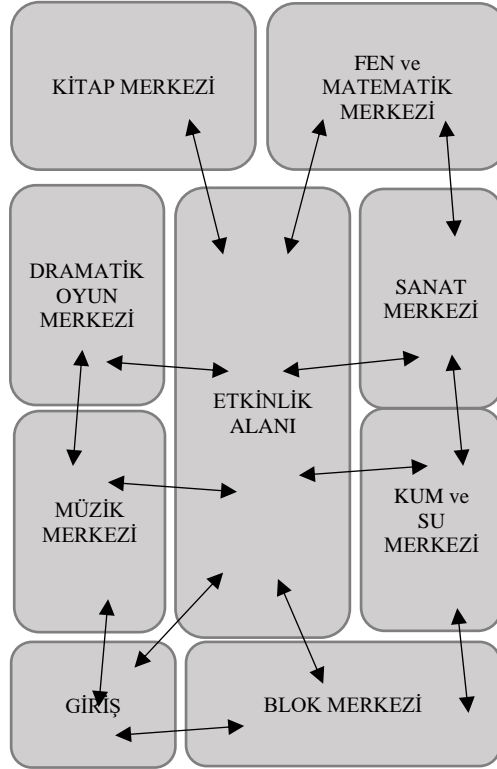 KİTAP MERKEZİ
FEN ve
MATEMATİK
MERKEZİ
DRAMATİK
OYUN
MERKEZİ
SANAT
MERKEZİ
ETKİNLİK
ALANI
MÜZİK
MERKEZİ
KUM ve
SU
MERKEZİ
GİRİŞ
BLOK MERKEZİ